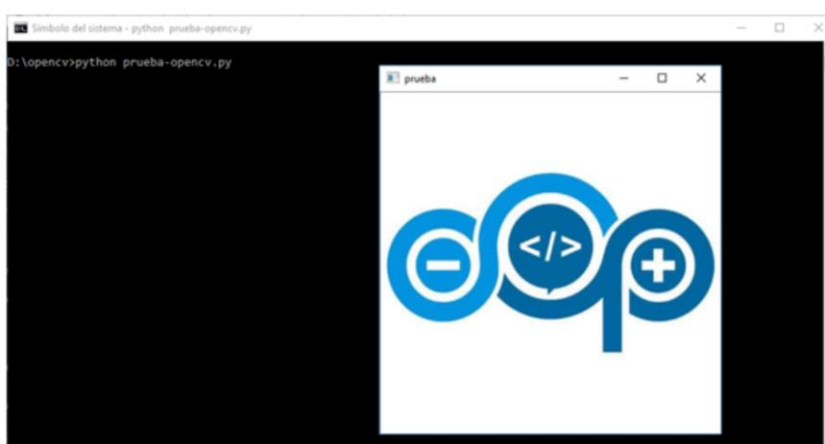 Símbolo del sistema - python prueba-opencv.py
D:\opencv>python prueba-opencv.py
prueba
</>